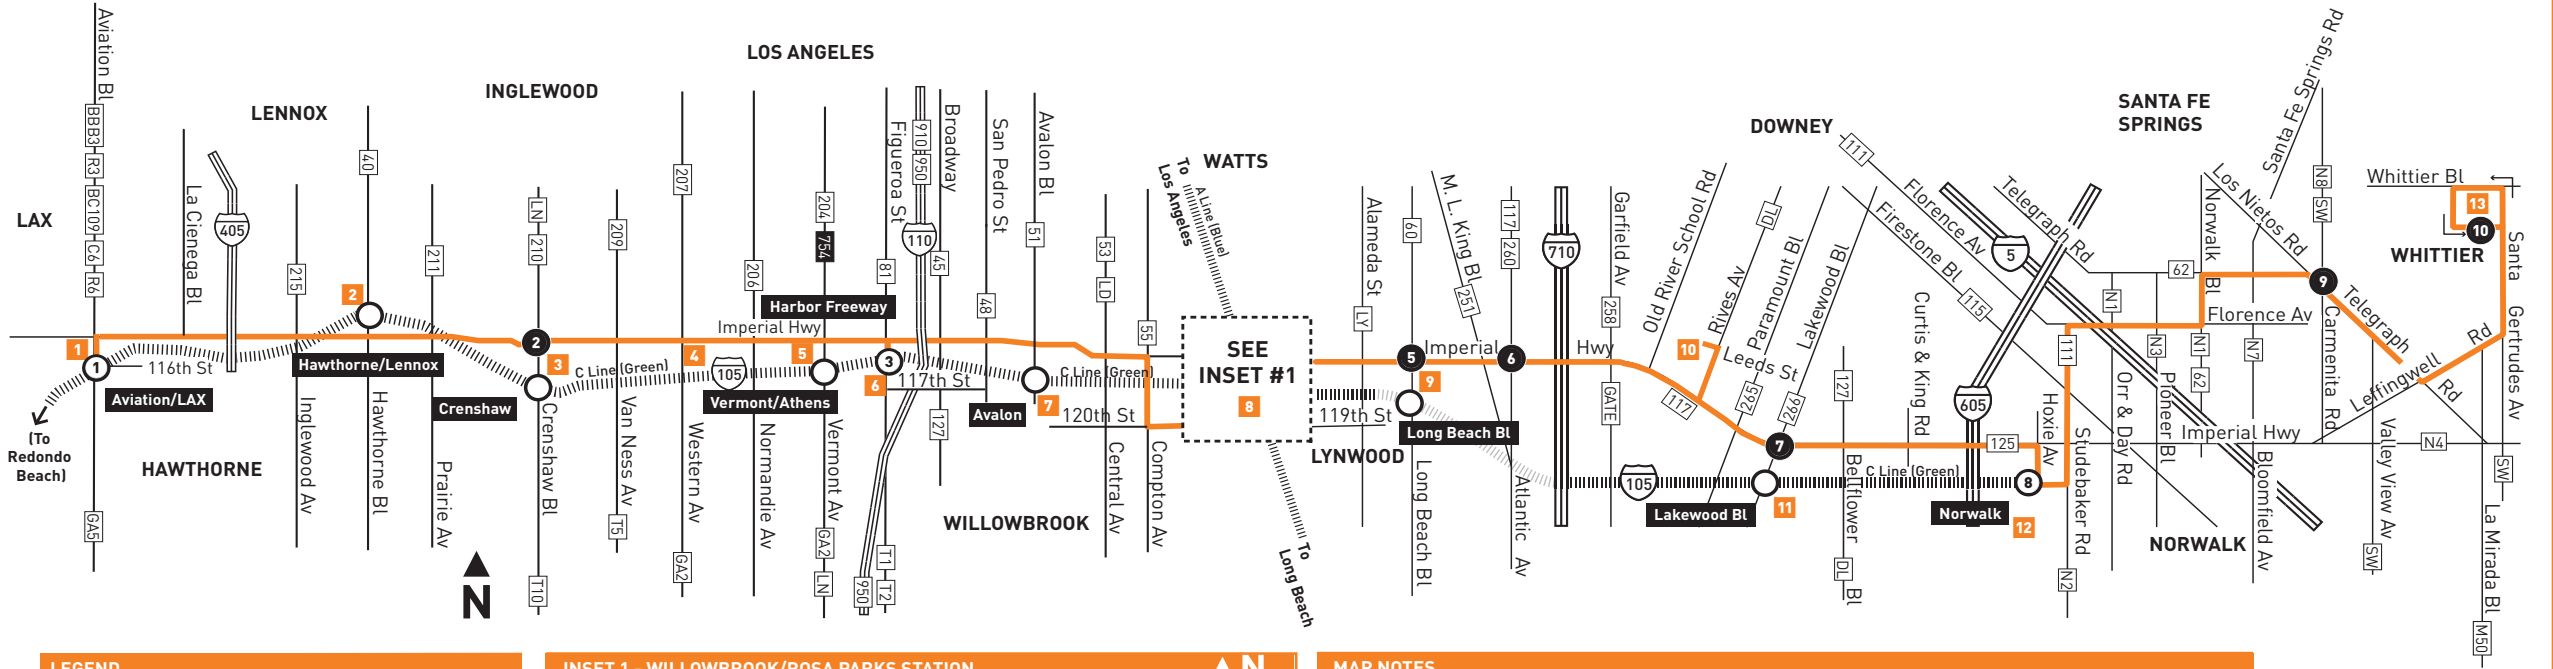 LOS ANGELES
INGLEWOOD
LENNOX
LAX
HAWTHORNE
WATTS
WILLOWBROOK
LYNWOOD
DOWNEY
SANTA FE
SPRINGS
WHITTIER
NORWALK
Aviation Bl
BBB3
R3
BC109
C6
R6
GA5
1
1
116th St
Aviation/LAX
(To
Redondo
Beach)
La Cienega Bl
405
215
Inglewood Av
40
2
Hawthorne/Lennox
Hawthorne Bl
211
Prairie Av
N
LN
210
2
3
Crenshaw
Crenshaw Bl
T10
209
C Line (Green)
Van Ness Av
T5
207
4
Western Av
GA2
105
206
Normandie Av
Imperial Hwy
Harbor Freeway
204
754
5
Vermont/Athens
Vermont Av
GA2
LN
81
Figueroa St
3
6
117th St
T1
T2
910
950
110
950
Broadway
45
127
San Pedro St
48
Avalon Bl
51
Avalon
7
C Line (Green)
120th St
53
LD
Central Av
55
Compton Av
To
Los Angeles
A Line (Blue)
SEE
INSET #1
8
To
Long Beach
119th St
Alameda St
LY
60
5
Imperial
Hwy
9
Long Beach Bl
Long Beach Bl
M. L. King Bl
251
117
260
6
Atlantic Av
710
Garfield Av
258
GATE
105
Old River School Rd
117
10
Rives Av
Leeds St
DL
Paramount Bl
265
Lakewood Bl
266
7
Lakewood Bl
11
127
Bellflower Bl
DL
C Line (Green)
Curtis & King Rd
605
Norwalk
8
12
125
Hoxie Av
111
Studebaker Rd
N2
111
Florence Av
Firestone Bl
115
5
Telegraph Rd
N1
Orr & Day Rd
62
N3
Pioneer Bl
Norwalk Bl
N1
62
Florence Av
Los Nietos Rd
Santa Fe Springs Rd
N7
Bloomfield Av
Imperial Hwy
N8
SW
9
Carmenita Rd
Telegraph Rd
Leffingwell Rd
Valley View Av
SW
N4
Whittier Bl
13
10
Santa Gertrudes Av
SW
La Mirada Bl
M50
LEGEND
INSET 1 - WILLOWBROOK/ROSA PARKS STATION
N
MAP NOTES